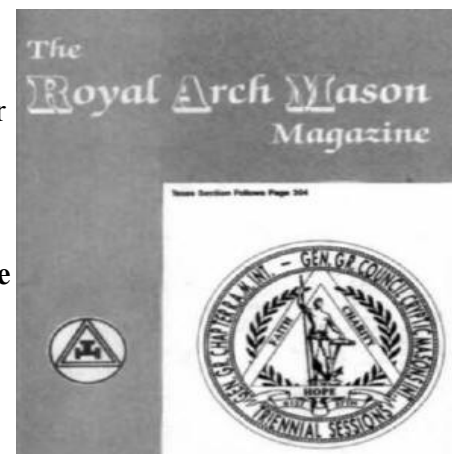 The
Royal Arch Mason
Magazine
r
Texas Section Follows Page 304
e
GEN. GR. CHAPTER R.A.M. INT. – GEN. GR. COUNCIL CRYPTIC MASONS INT.
FAITH
CHARITY
HOPE
TRIENNIAL SESSIONS